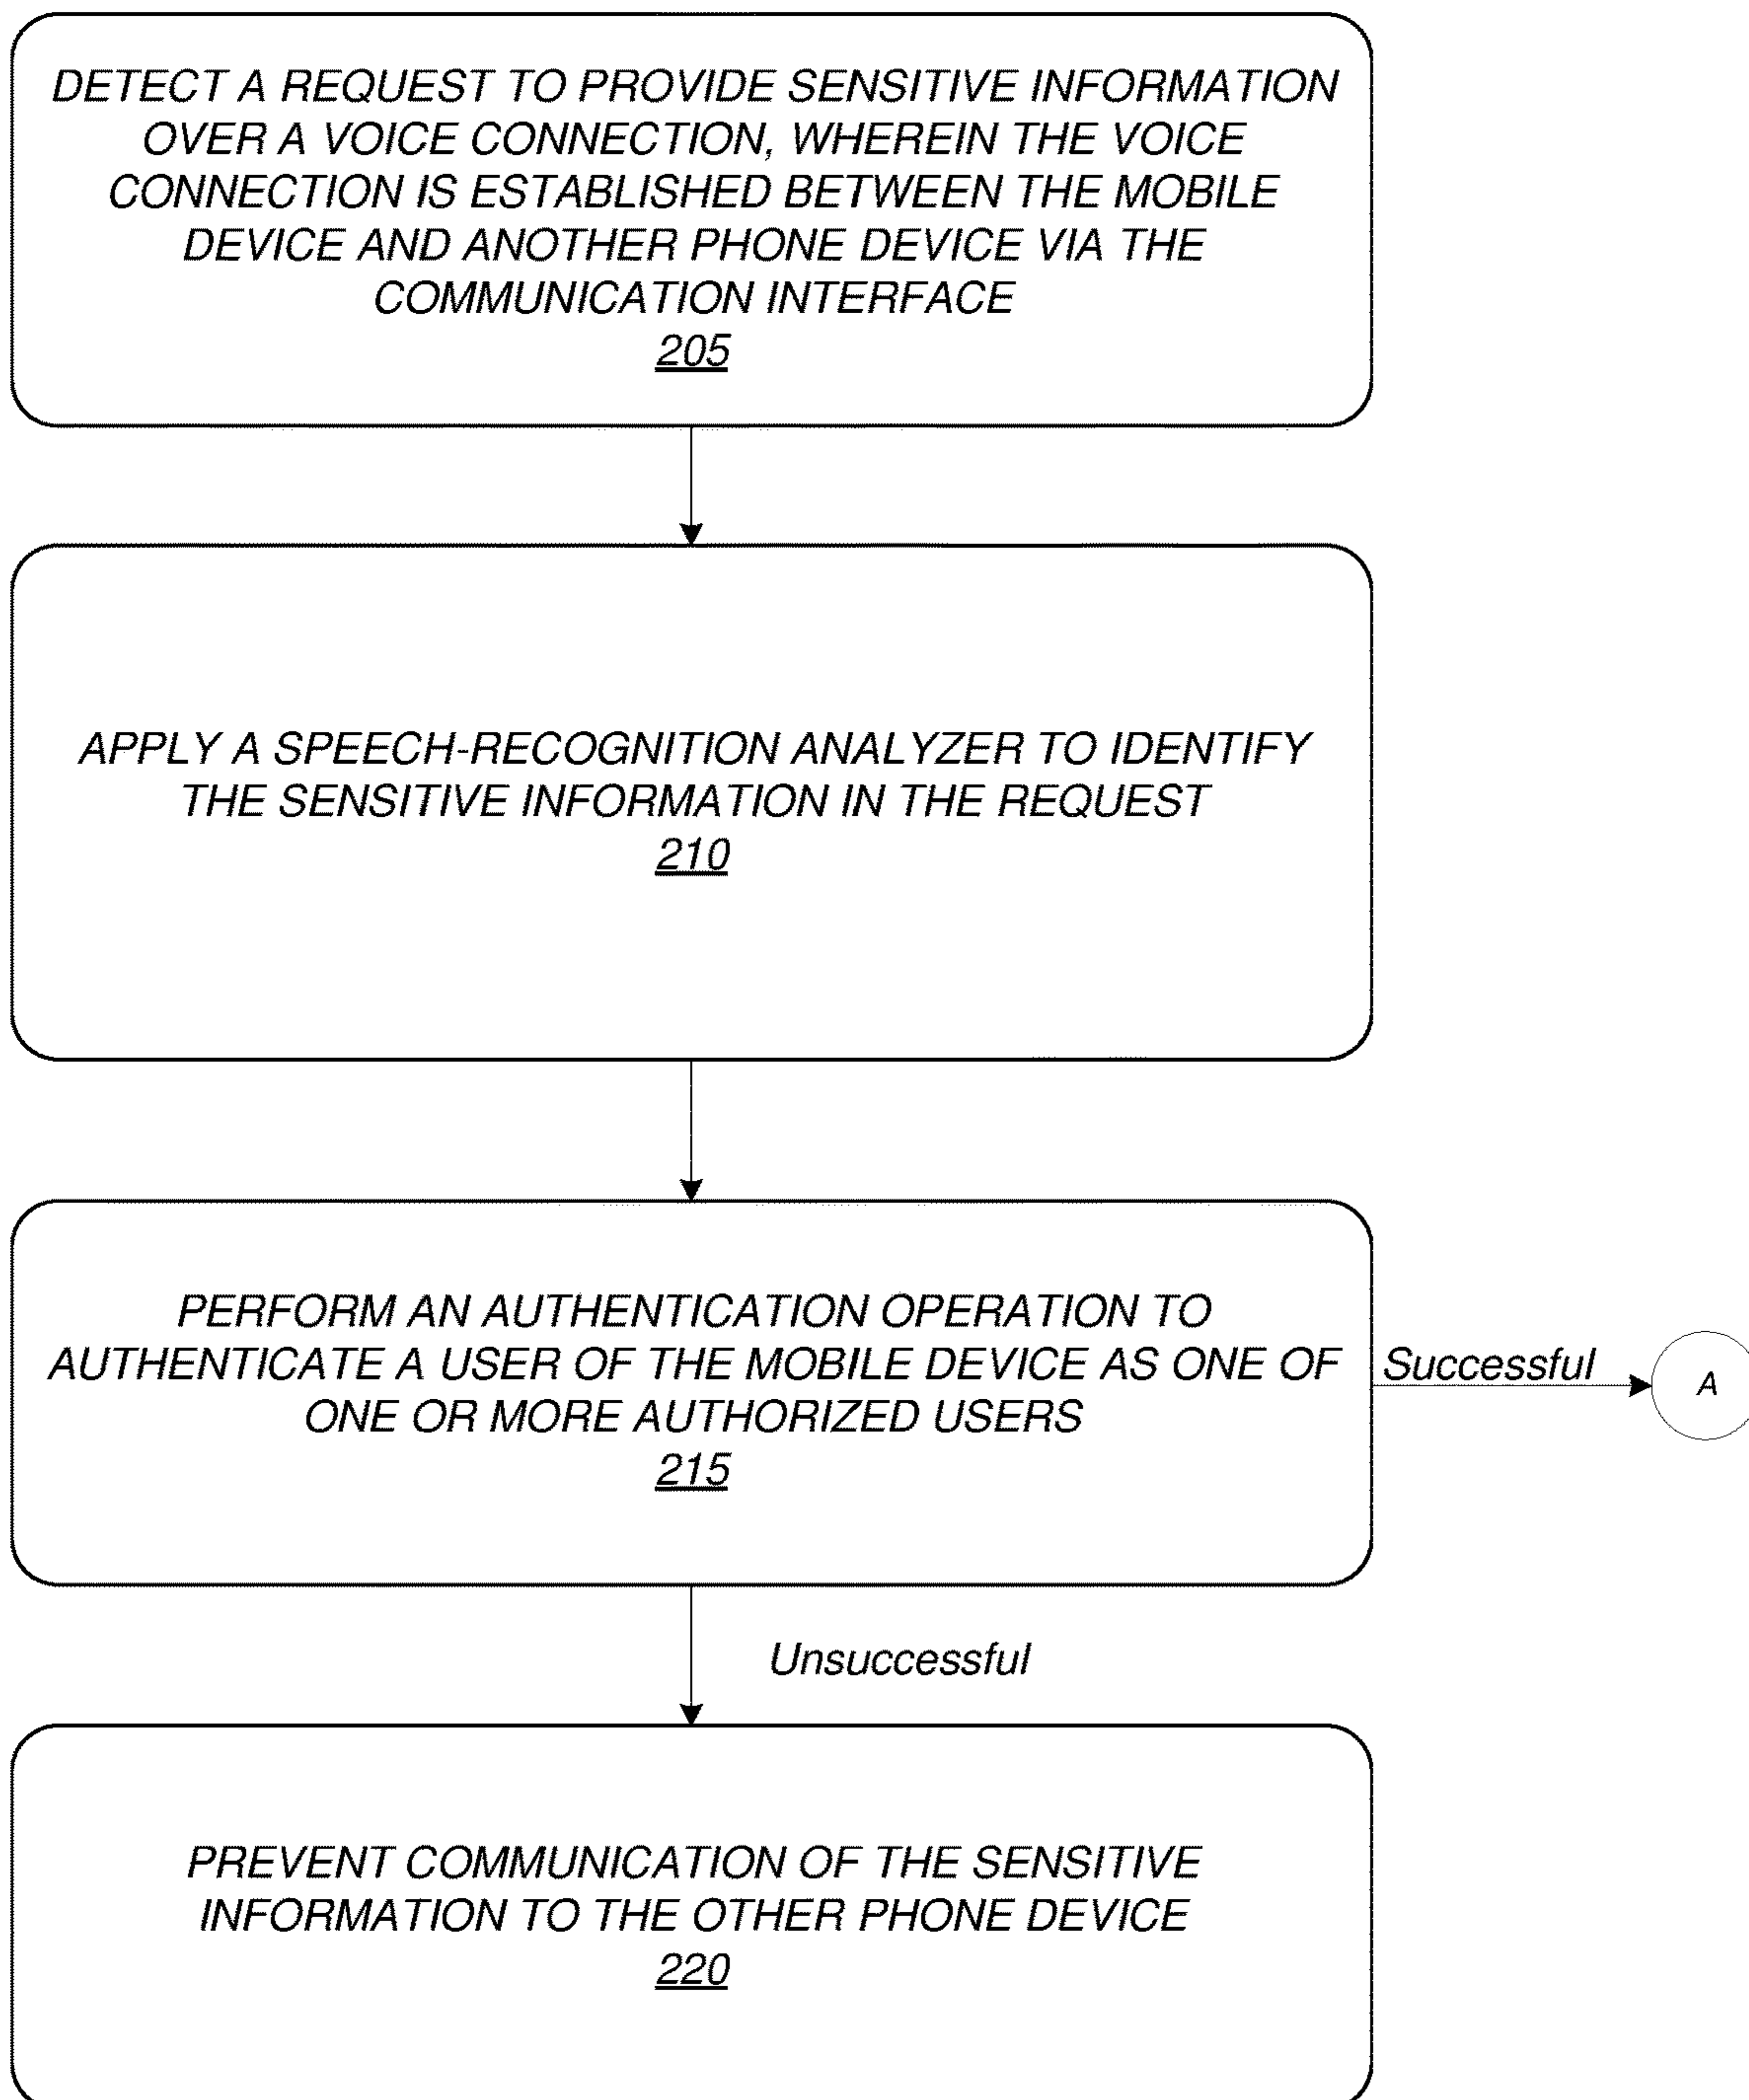 DETECT A REQUEST TO PROVIDE SENSITIVE INFORMATION
OVER A VOICE CONNECTION, WHEREIN THE VOICE
CONNECTION IS ESTABLISHED BETWEEN THE MOBILE
DEVICE AND ANOTHER PHONE DEVICE VIA THE
COMMUNICATION INTERFACE
205
APPLY A SPEECH-RECOGNITION ANALYZER TO IDENTIFY
THE SENSITIVE INFORMATION IN THE REQUEST
210
PERFORM AN AUTHENTICATION OPERATION TO
AUTHENTICATE A USER OF THE MOBILE DEVICE AS ONE OF
ONE OR MORE AUTHORIZED USERS
215
Successful
A
Unsuccessful
PREVENT COMMUNICATION OF THE SENSITIVE
INFORMATION TO THE OTHER PHONE DEVICE
220